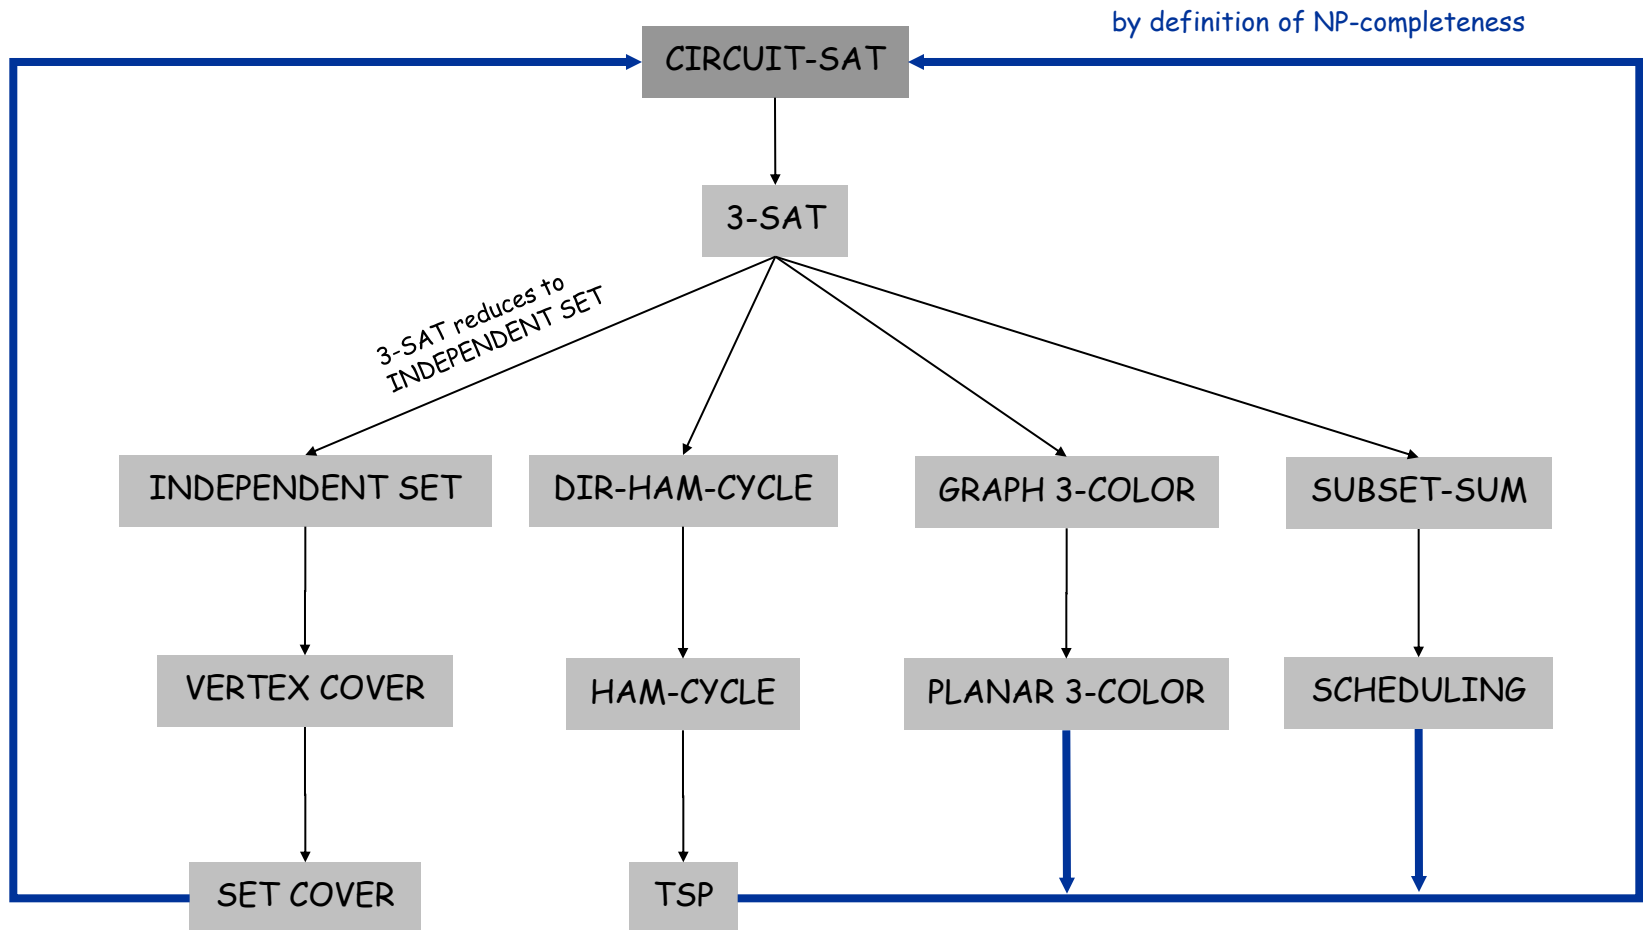 by definition of NP-completeness
CIRCUIT-SAT
3-SAT
3-SAT reduces to
INDEPENDENT SET
INDEPENDENT SET
DIR-HAM-CYCLE
GRAPH 3-COLOR
SUBSET-SUM
VERTEX COVER
HAM-CYCLE
PLANAR 3-COLOR
SCHEDULING
SET COVER
TSP